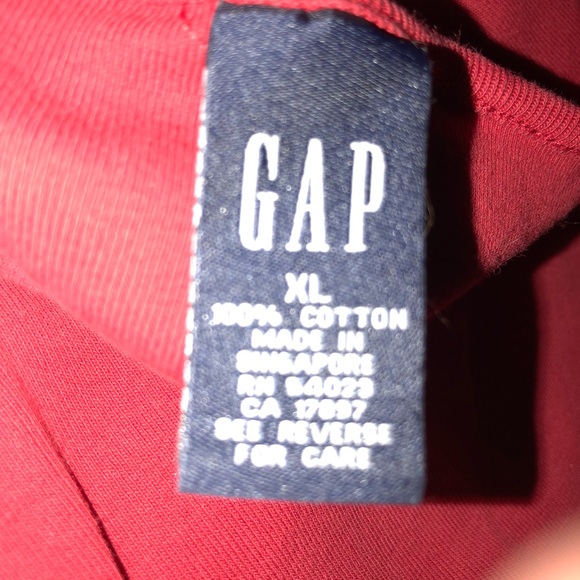 GAP
XL
100% COTTON
MADE IN
SINGAPORE
RN 54023
CA 17897
SEE REVERSE
FOR CARE